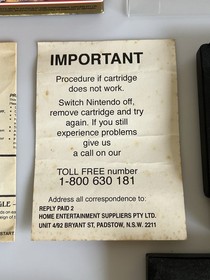 IMPORTANT
Procedure if cartridge
does not work.
Switch Nintendo off,
remove cartridge and try
again. If you still
experience problems
give us
a call on our
TOLL FREE number
1-800 630 181
Address all correspondence to:
REPLY PAID 2
HOME ENTERTAINMENT SUPPLIERS PTY LTD.
UNIT 4/92 BRYANT ST, PADSTOW, N.S.W. 2211